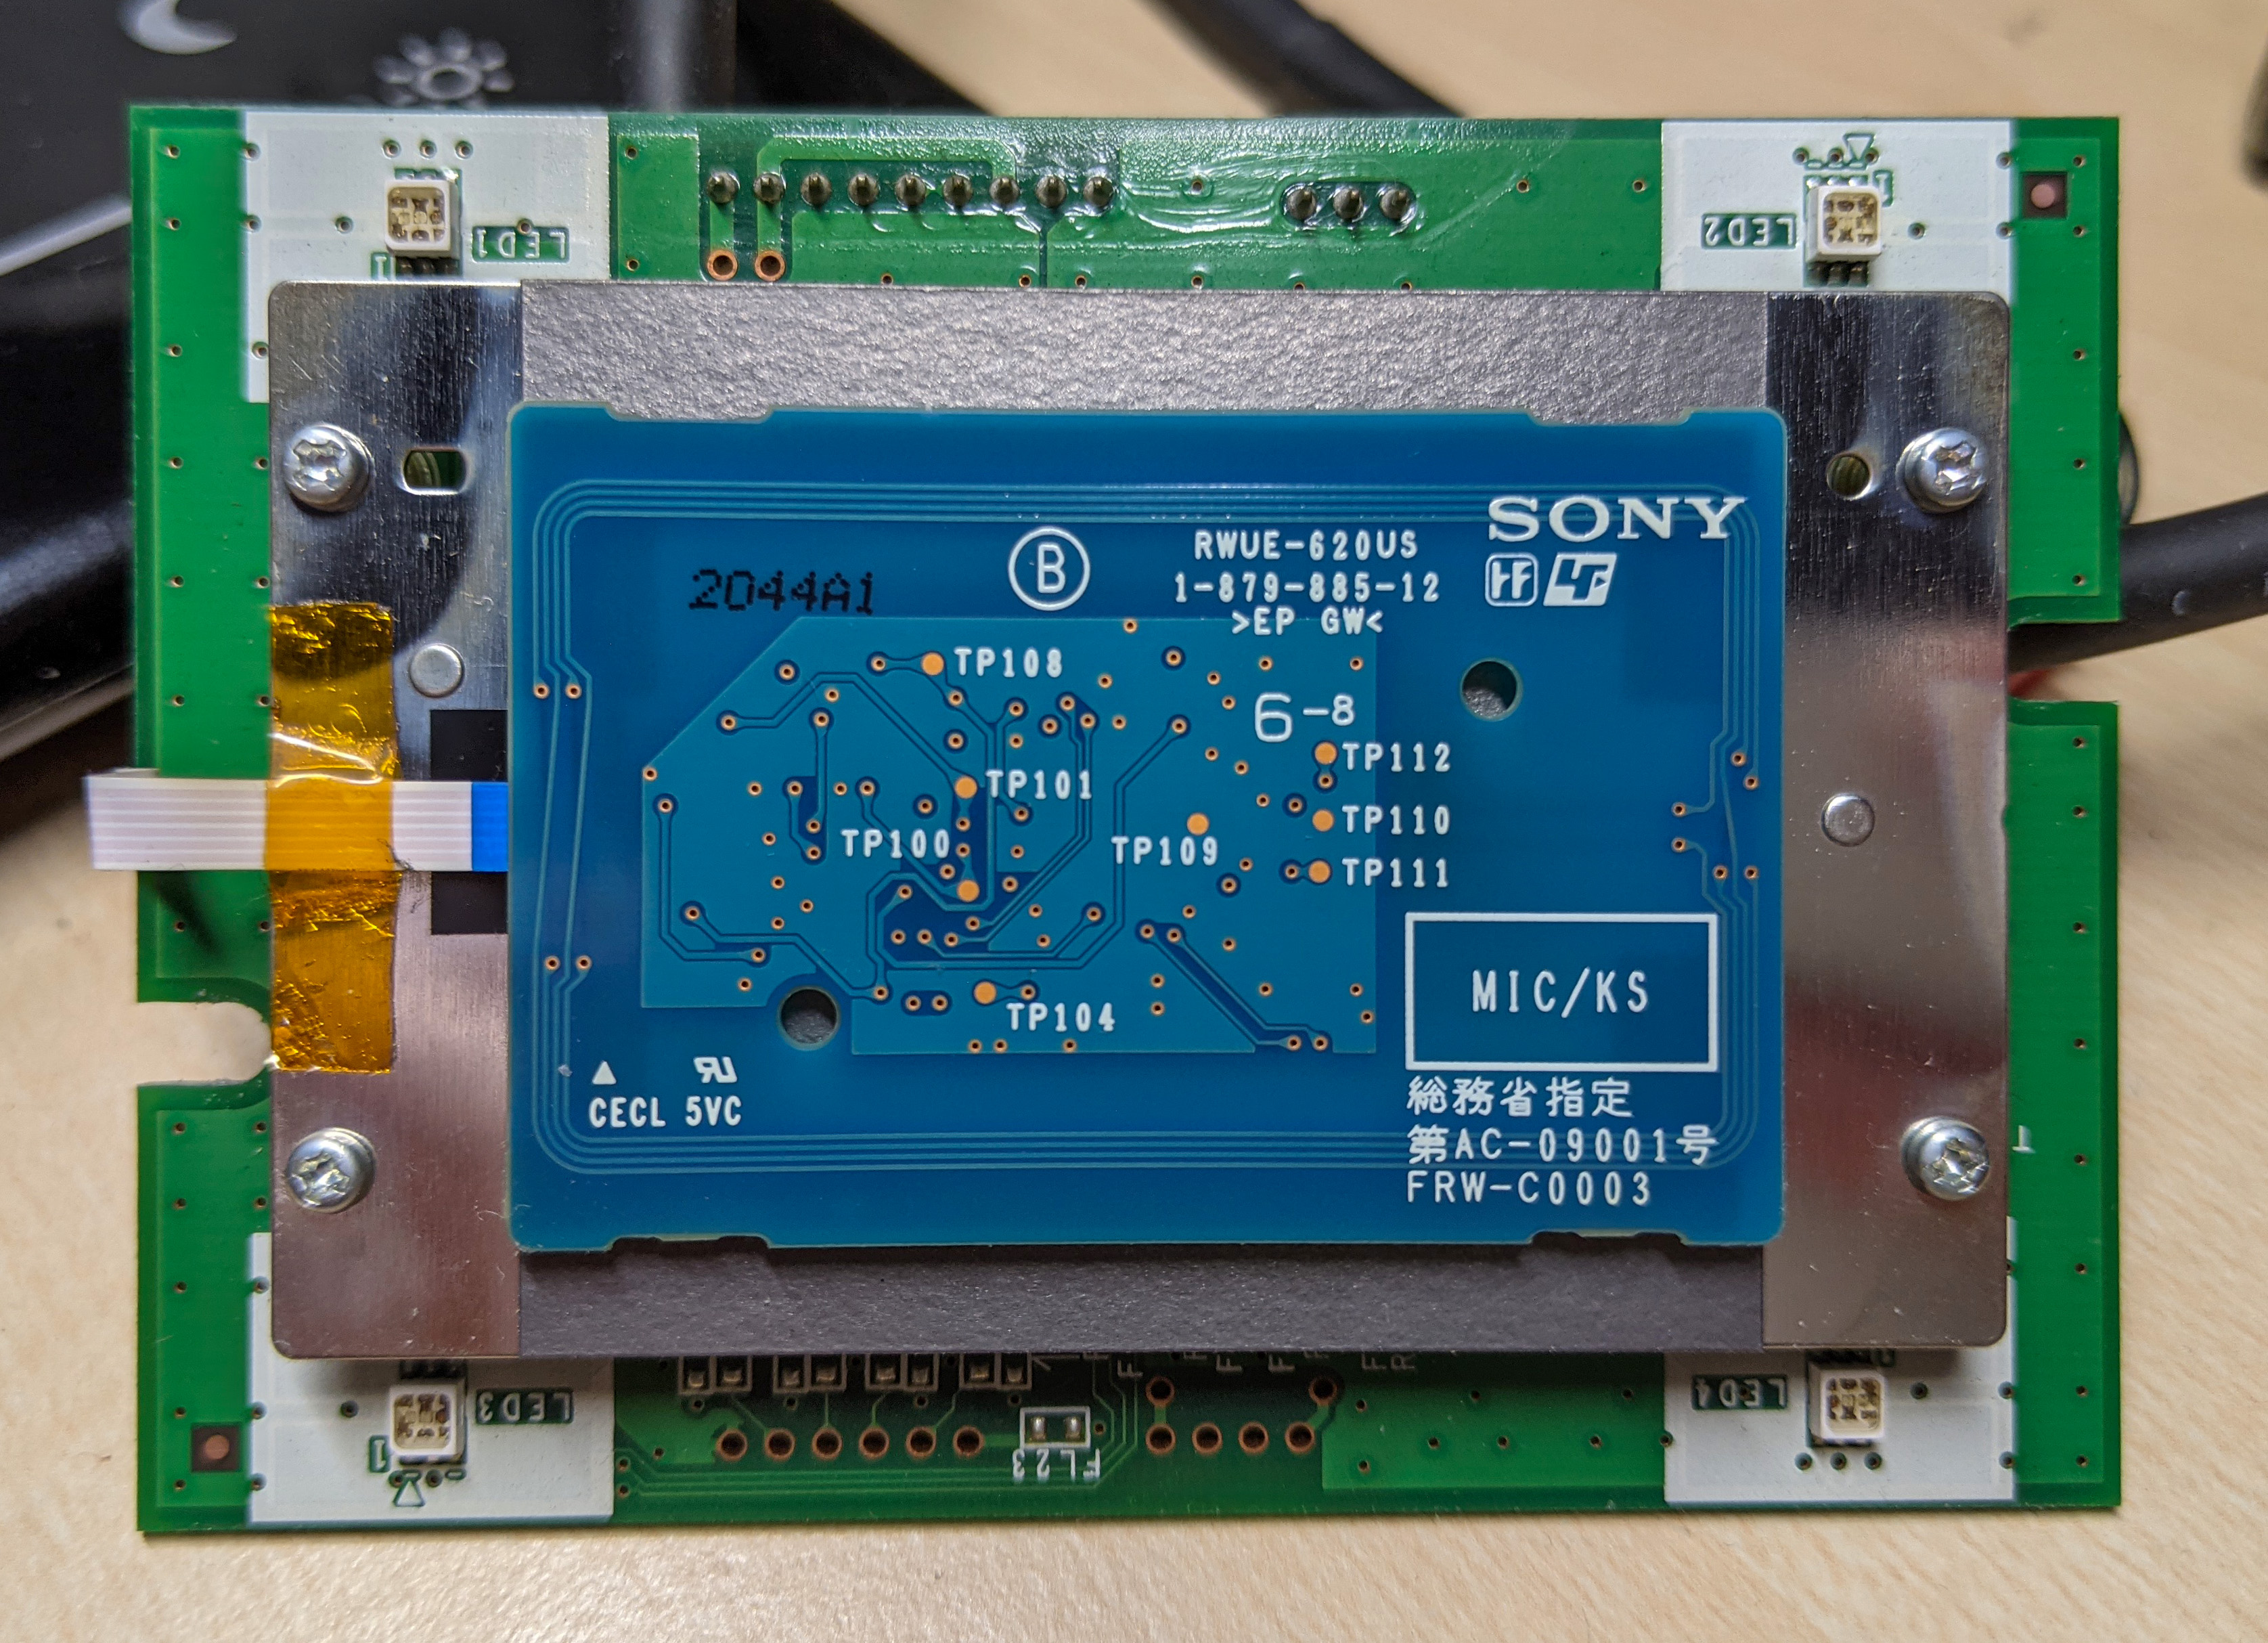 LED1
LED2
SONY
B
RWUE-620US
1-879-885-12
>EP GW<
2044A1
TP108
6-8
TP112
TP101
TP110
TP100
TP109
TP111
MIC/KS
TP104
CECL 5VC
総務省指定
第AC-09001号
FRW-C0003
LED3
1
LED4
FL23